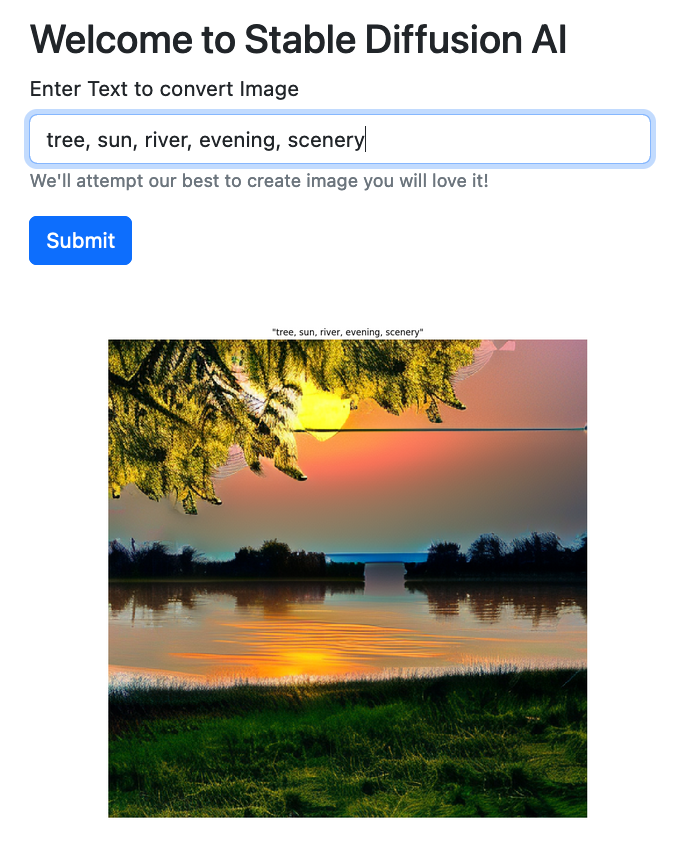 Welcome to Stable Diffusion AI
Enter Text to convert Image
tree, sun, river, evening, scenery
We'll attempt our best to create image you will love it!
Submit
"tree, sun, river, evening, scenery"